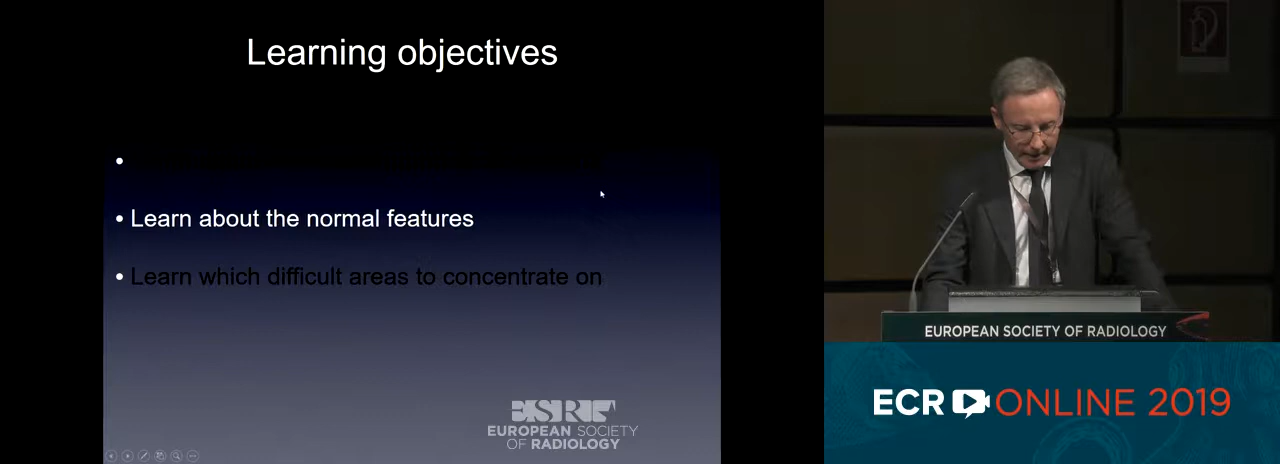 Learning objectives
•
• Learn about the normal features
• Learn which difficult areas to concentrate on
ESR
EUROPEAN SOCIETY
OF RADIOLOGY
EUROPEAN SOCIETY OF RADIOLOGY
ECR ONLINE 2019